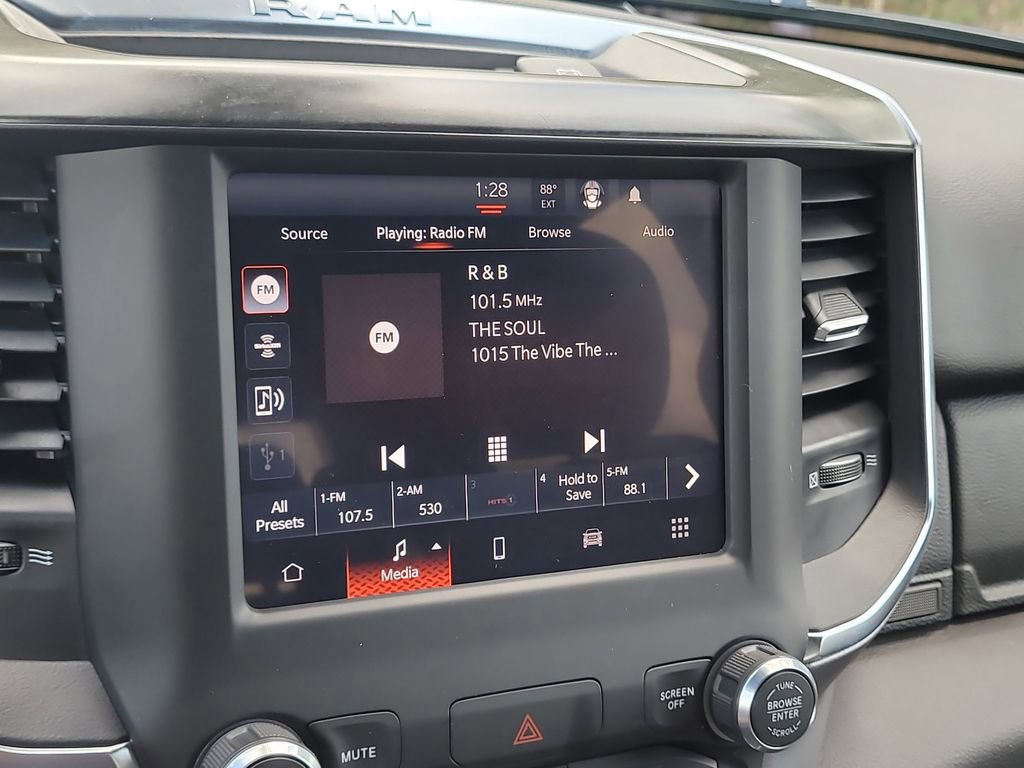 RAM
1:28
88°
EXT
Source
Playing: Radio FM
Browse
Audio
FM
R & B
101.5 MHz
FM
THE SOUL
1015 The Vibe The ...
SiriusXM
1
All
Presets
1-FM
107.5
2-AM
530
3
HITS 1
4
Hold to
Save
5-FM
88.1
Media
MUTE
SCREEN
OFF
TUNE
BROWSE
ENTER
SCROLL